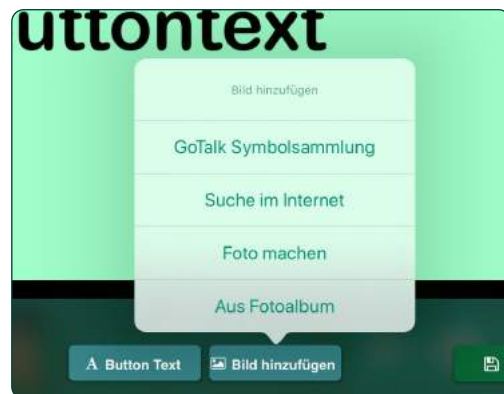 uttontext
Bild hinzufügen
GoTalk Symbolsammlung
Suche im Internet
Foto machen
Aus Fotoalbum
A Button Text
Bild hinzufügen